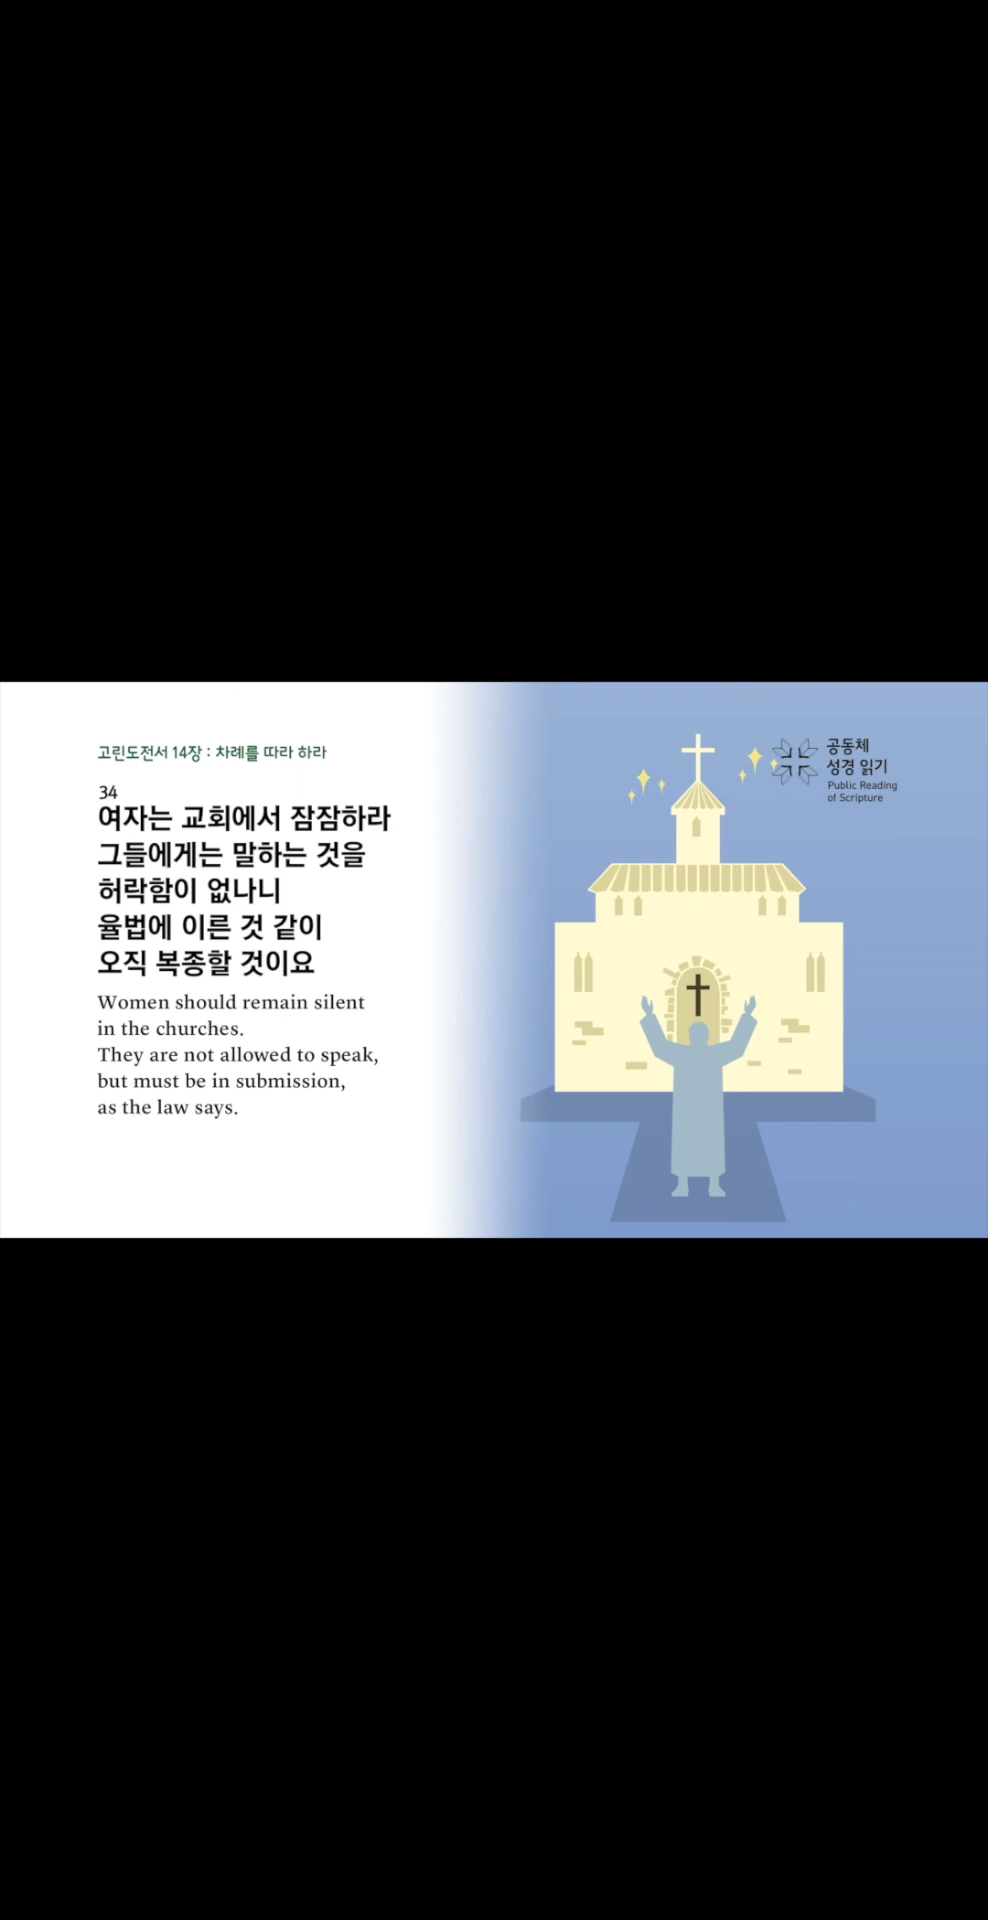 고린도전서 14장 : 차례를 따라 하라
34
여자는 교회에서 잠잠하라
그들에게는 말하는 것을
허락함이 없나니
율법에 이른 것 같이
오직 복종할 것이요
Women should remain silent
in the churches.
They are not allowed to speak,
but must be in submission,
as the law says.
공동체
성경 읽기
Public Reading
of Scripture